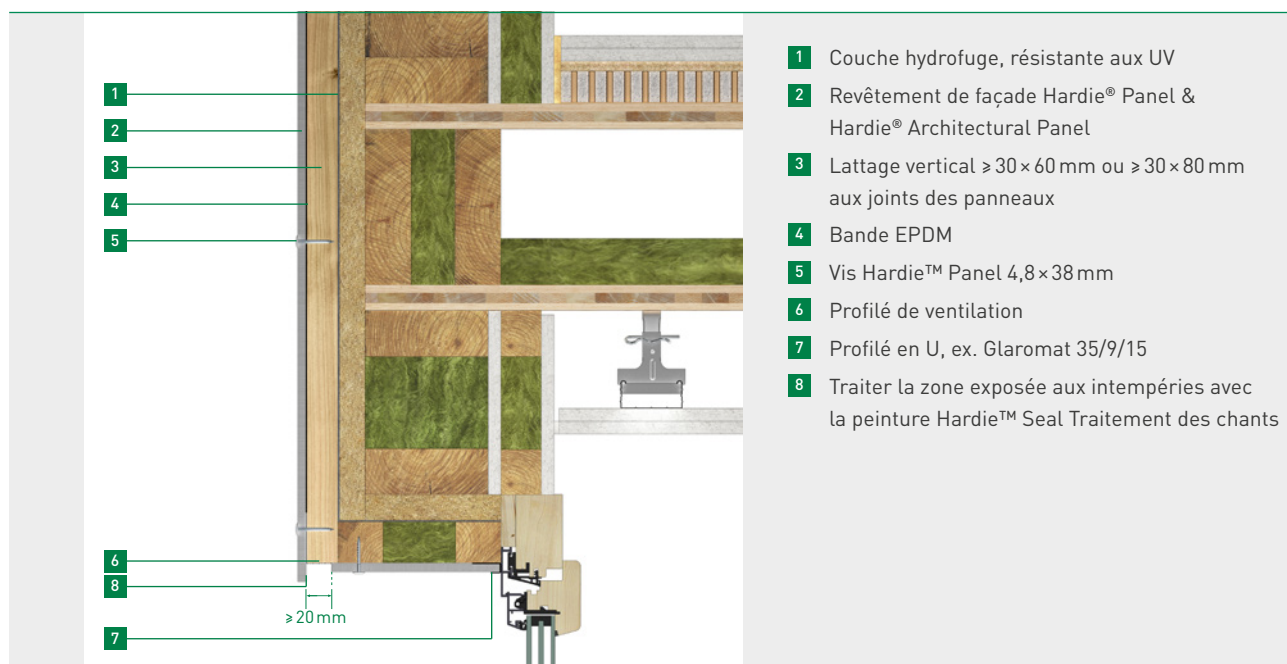 1
2
3
4
5
6
8
≥ 20 mm
7
1 Couche hydrofuge, résistante aux UV
2 Revêtement de façade Hardie® Panel &
Hardie® Architectural Panel
3 Lattage vertical ≥ 30 × 60 mm ou ≥ 30 × 80 mm
aux joints des panneaux
4 Bande EPDM
5 Vis Hardie™ Panel 4,8 × 38 mm
6 Profilé de ventilation
7 Profilé en U, ex. Glaromat 35/9/15
8 Traiter la zone exposée aux intempéries avec
la peinture Hardie™ Seal Traitement des chants